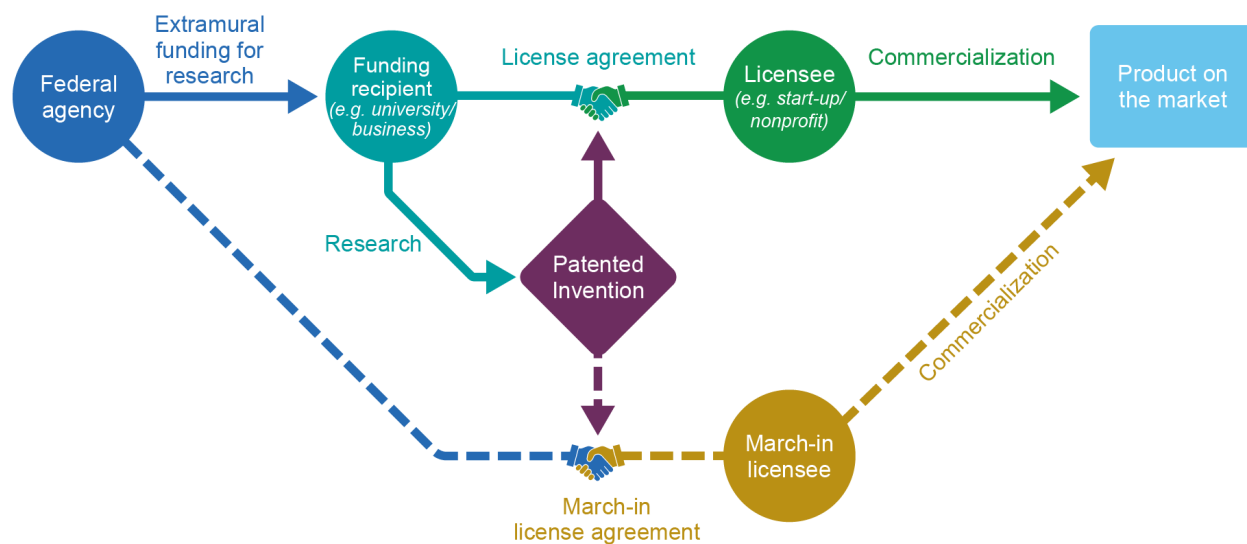 Extramural
funding for
research
Federal
agency
Funding
recipient
(e.g. university/
business)
License agreement
Licensee
(e.g. start-up/
nonprofit)
Commercialization
Product on
the market
Research
Patented
Invention
Commercialization
March-in
licensee
March-in
license agreement